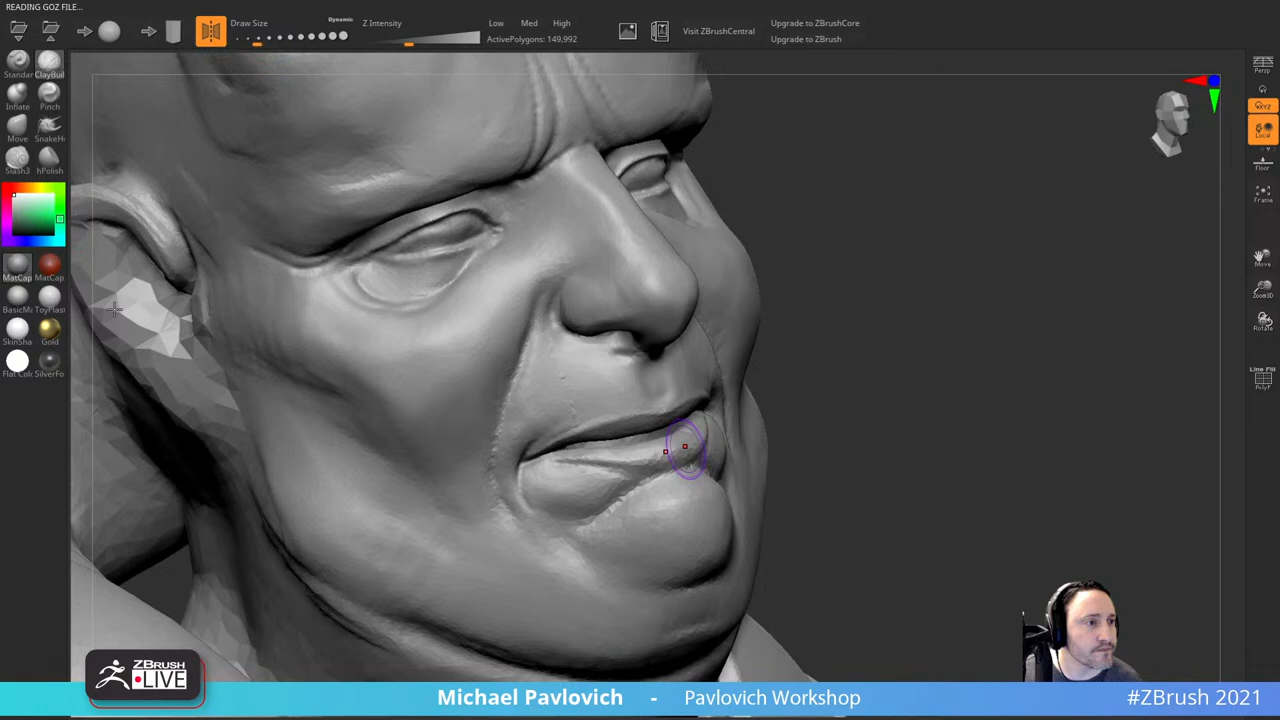 READING GOZ FILE...
Draw Size
Dynamic
Z Intensity
Low Med High
ActivePolygons: 149,992
Visit ZBrushCentral
Upgrade to ZBrushCore
Upgrade to ZBrush
Standar ClayBuil
Inflate Pinch
Move SnakeH
Slash3 hPolish
MatCap MatCap
BasicMa ToyPlast
SkinSha Gold
Flat Colo SilverFo
Persp
Local
Floor
Frame
Move
Zoom3D
Rotate
Line Fill
PolyF
ZBRUSH
LIVE
Michael Pavlovich - Pavlovich Workshop #ZBrush 2021